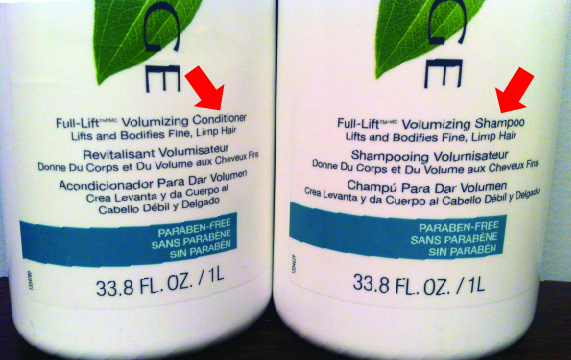 GE
Full-Lift™/MC Volumizing Conditioner
Lifts and Bodifies Fine, Limp Hair
Revitalisant Volumisateur
Donne Du Corps et Du Volume aux Cheveux Fins
Acondicionador Para Dar Volumen
Crea Levanta y da Cuerpo al
Cabello Débil y Delgado
PARABEN-FREE
SANS PARABÈNE
SIN PARABÉN
33.8 FL. OZ. / 1L
GE
Full-Lift™/MC Volumizing Shampoo
Lifts and Bodifies Fine, Limp Hair
Shampooing Volumisateur
Donne Du Corps et Du Volume aux Cheveux Fins
Champú Para Dar Volumen
Crea Levanta y da Cuerpo al Cabello Débil y Delgado
PARABEN-FREE
SANS PARABÈNE
SIN PARABÉN
33.8 FL. OZ. / 1L